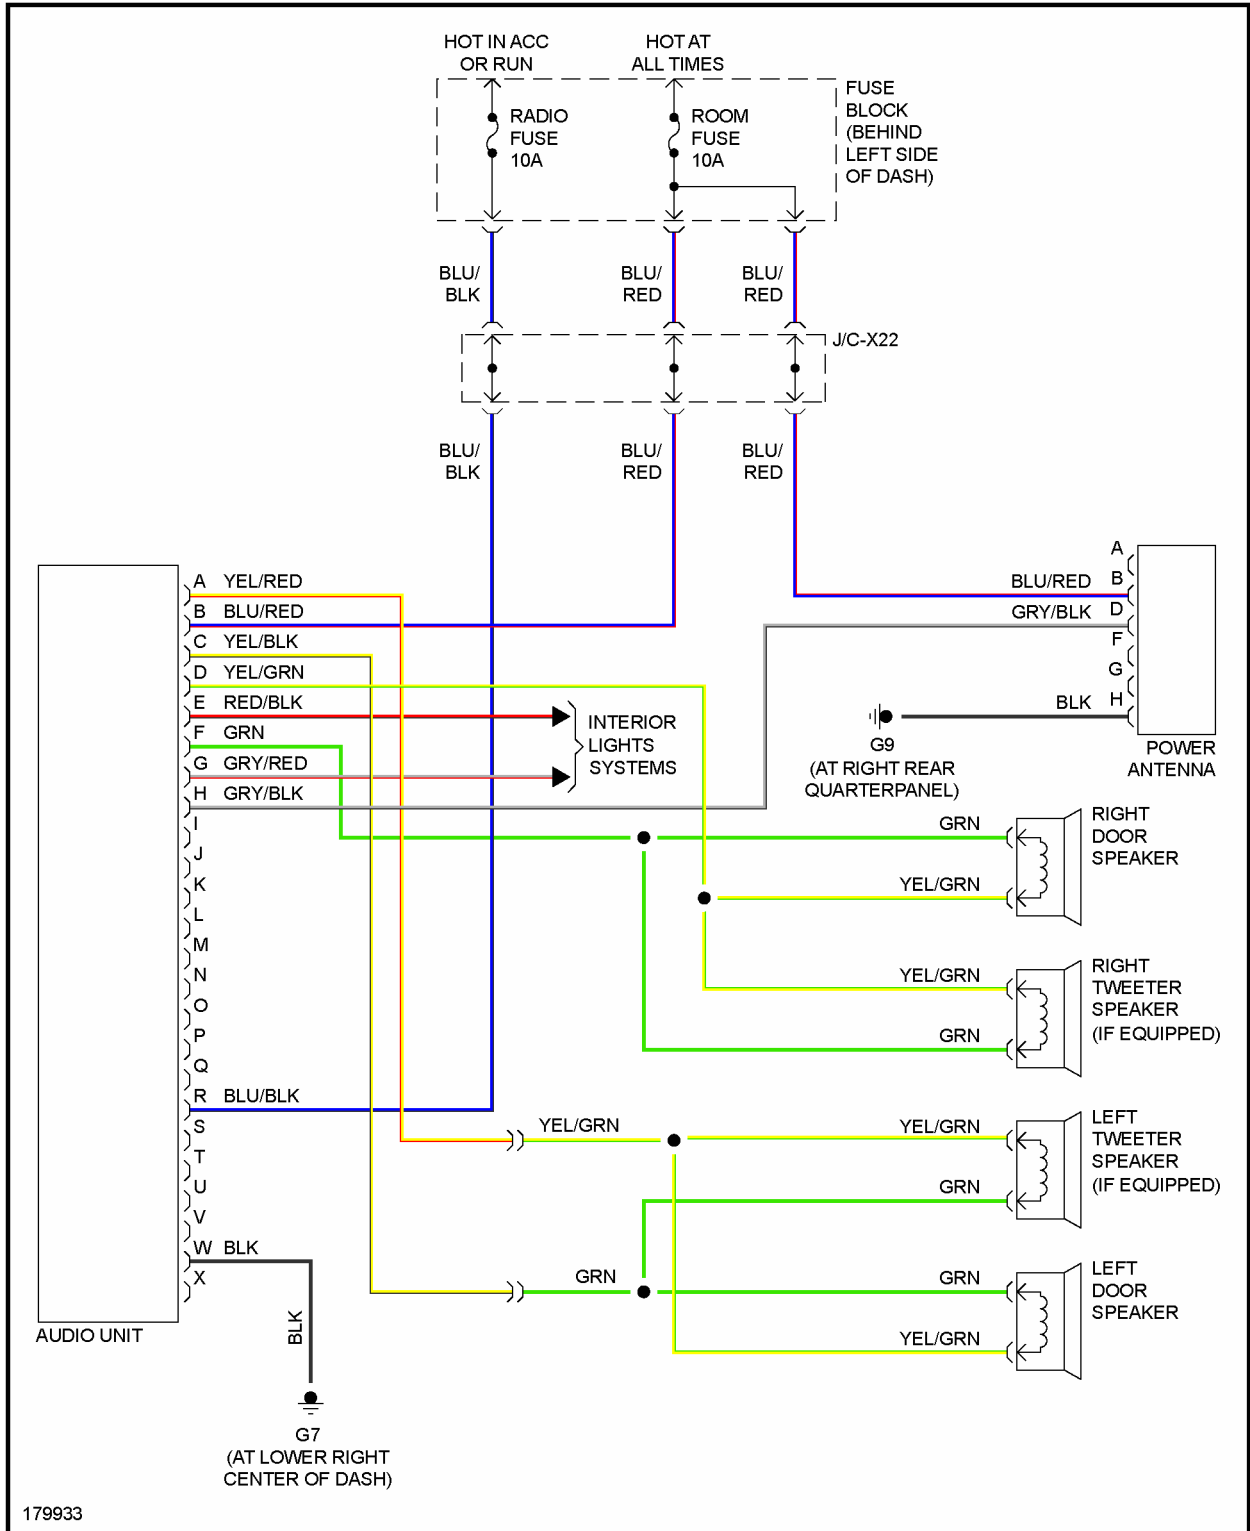 HOT IN ACC
OR RUN
HOT AT
ALL TIMES
RADIO
FUSE
10A
ROOM
FUSE
10A
FUSE
BLOCK
(BEHIND
LEFT SIDE
OF DASH)
BLU/
BLK
BLU/
RED
BLU/
RED
J/C-X22
BLU/
BLK
BLU/
RED
BLU/
RED
A YEL/RED
B BLU/RED
C YEL/BLK
D YEL/GRN
E RED/BLK
F GRN
G GRY/RED
H GRY/BLK
I
J
K
L
M
N
O
P
Q
R BLU/BLK
S
T
U
V
W BLK
X
AUDIO UNIT
INTERIOR
LIGHTS
SYSTEMS
A
BLU/RED B
GRY/BLK D
F
G
BLK H
POWER
ANTENNA
G9
(AT RIGHT REAR
QUARTERPANEL)
GRN
YEL/GRN
RIGHT
DOOR
SPEAKER
YEL/GRN
GRN
RIGHT
TWEETER
SPEAKER
(IF EQUIPPED)
YEL/GRN
YEL/GRN
GRN
LEFT
TWEETER
SPEAKER
(IF EQUIPPED)
GRN
GRN
YEL/GRN
LEFT
DOOR
SPEAKER
BLK
G7
(AT LOWER RIGHT
CENTER OF DASH)
179933